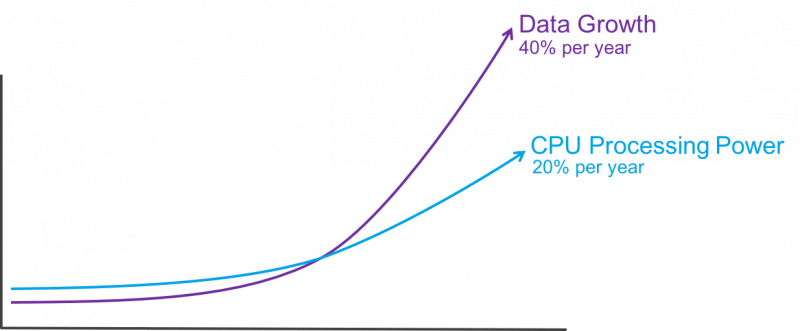 Data Growth
40% per year
CPU Processing Power
20% per year